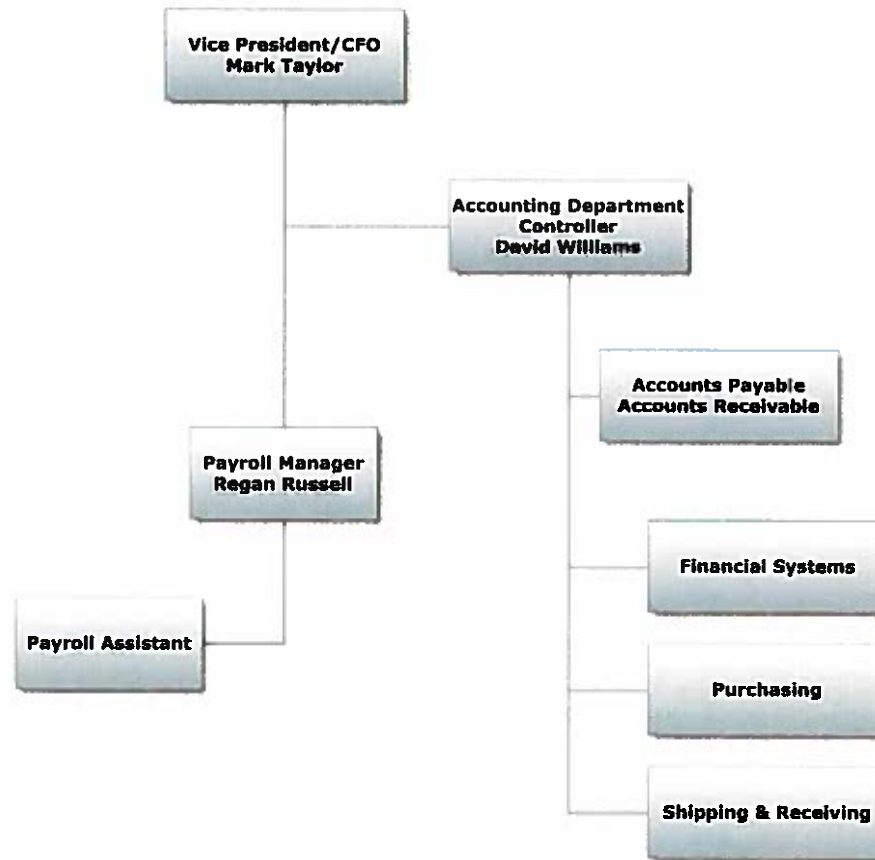 Vice President/CFO
Mark Taylor
Accounting Department
Controller
David Williams
Accounts Payable
Accounts Receivable
Payroll Manager
Regan Russell
Financial Systems
Payroll Assistant
Purchasing
Shipping & Receiving